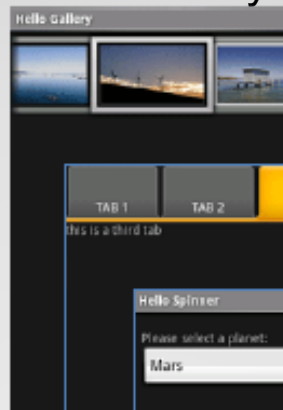 Hello Gallery
TAB 1
TAB 2
this is a third tab
Hello Spinner
Please select a planet:
Mars